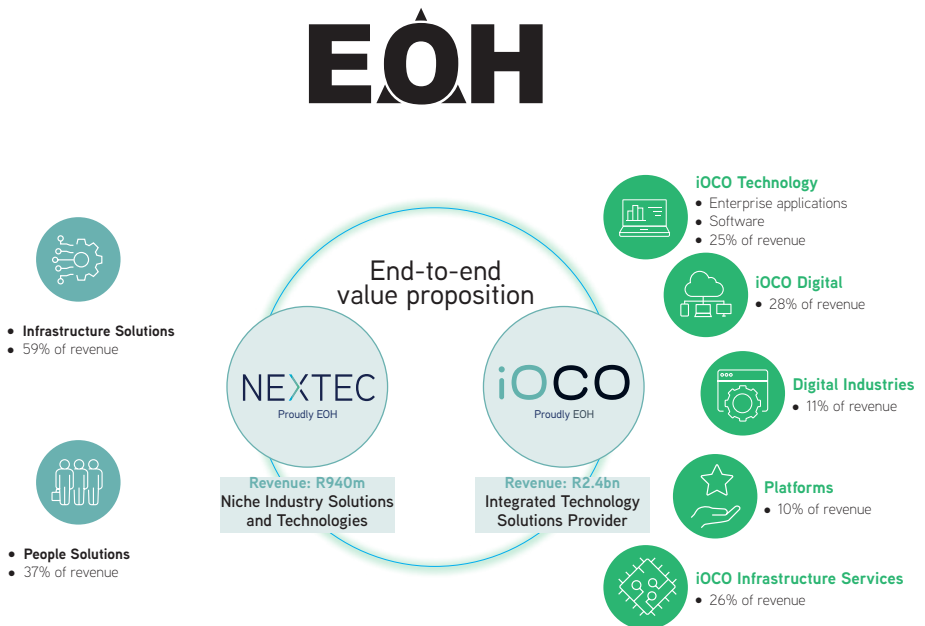 EOH
End-to-end
value proposition
• Infrastructure Solutions
• 59% of revenue
• People Solutions
• 37% of revenue
NEXTEC
Proudly EOH
Revenue: R940m
Niche Industry Solutions
and Technologies
iOCO
Proudly EOH
Revenue: R2.4bn
Integrated Technology
Solutions Provider
iOCO Technology
• Enterprise applications
• Software
• 25% of revenue
iOCO Digital
• 28% of revenue
Digital Industries
• 11% of revenue
Platforms
• 10% of revenue
iOCO Infrastructure Services
• 26% of revenue